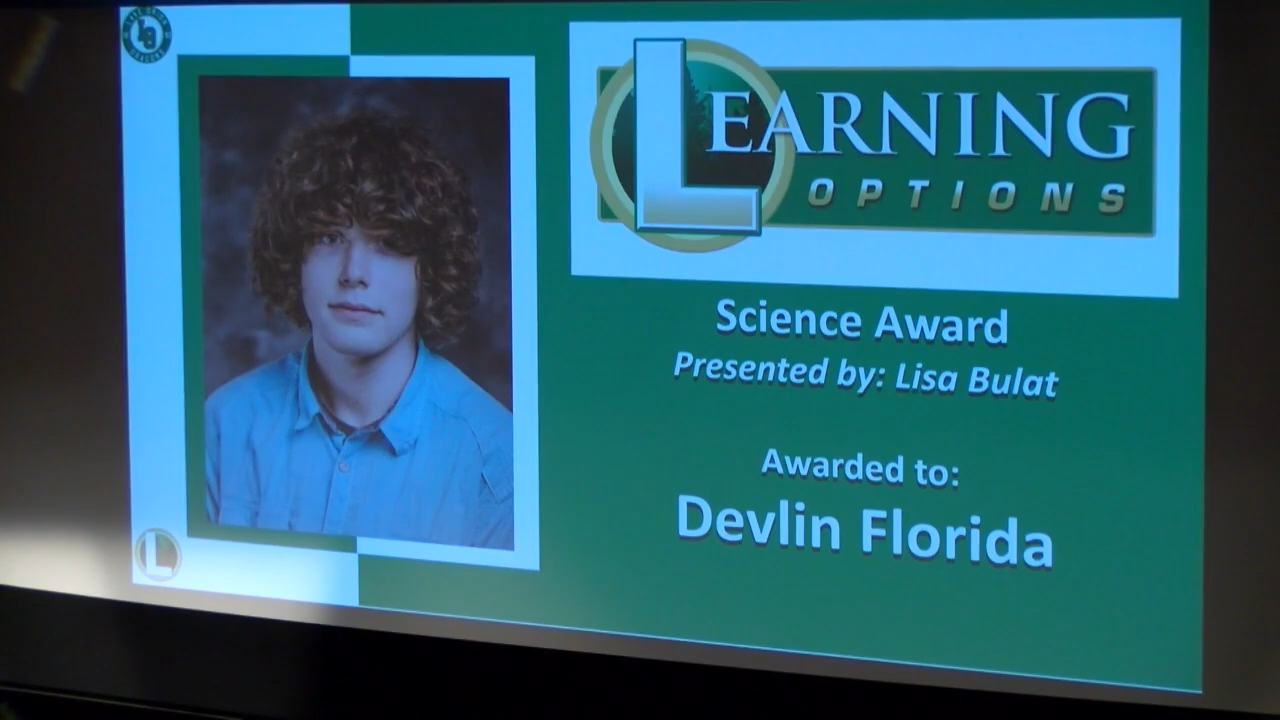 LEARNING
OPTIONS
Science Award
Presented by: Lisa Bulat
Awarded to:
Devlin Florida
L